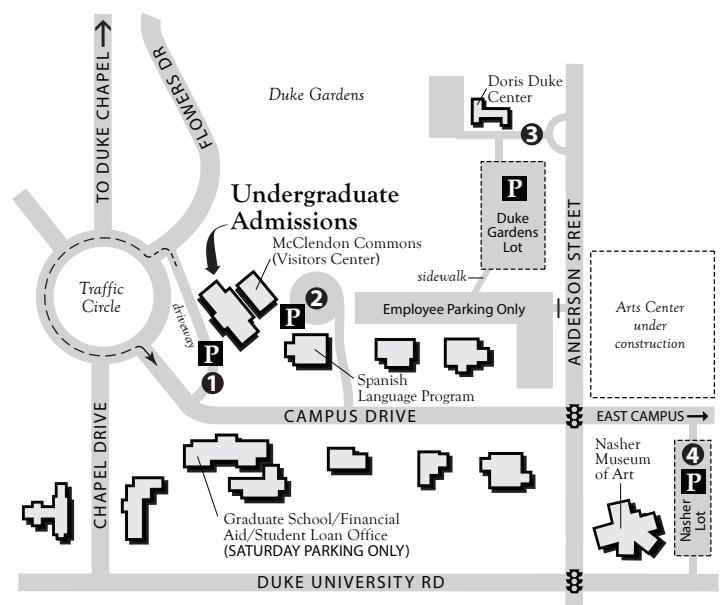 TO DUKE CHAPEL
FLOWERS DR
Duke Gardens
Doris Duke
Center
3
P
Duke
Gardens
Lot
ANDERSON STREET
Undergraduate
Admissions
McClendon Commons
(Visitors Center)
sidewalk
Traffic
Circle
driveway
P
2
Employee Parking Only
Arts Center
under
construction
P
1
Spanish
Language Program
CAMPUS DRIVE
EAST CAMPUS
CHAPEL DRIVE
Nasher
Museum
of Art
4
P
Nasher
Lot
Graduate School/Financial
Aid/Student Loan Office
(SATURDAY PARKING ONLY)
DUKE UNIVERSITY RD